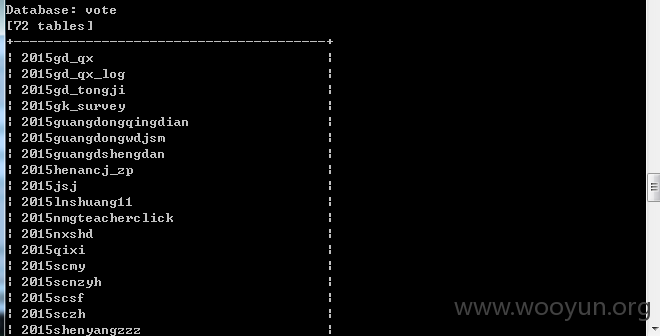 Database: vote
[72 tables]
+---------------------------------------+
| 2015gd_qx |
| 2015gd_qx_log |
| 2015gd_tongji |
| 2015gk_survey |
| 2015guangdongqingdian |
| 2015guangdongwdjsm |
| 2015guangdshengdan |
| 2015henancj_zp |
| 2015jsj |
| 2015lnshuang11 |
| 2015nmgteacherclick |
| 2015nxshd |
| 2015qixi |
| 2015scmy |
| 2015scnzyh |
| 2015scsf |
| 2015sczh |
| 2015shenyangzzz |
www.wooyun.org